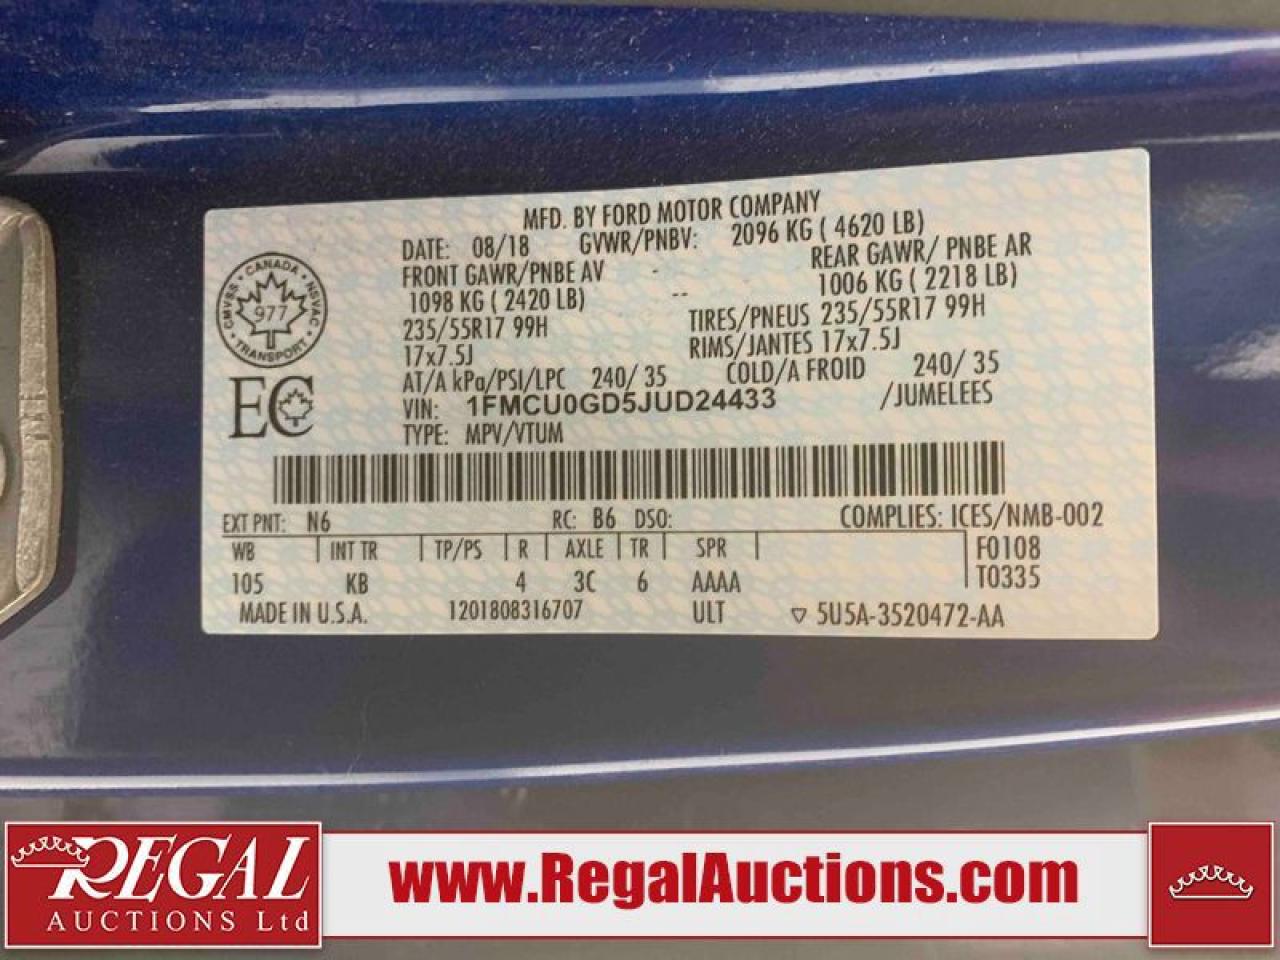 MFD. BY FORD MOTOR COMPANY
DATE: 08/18 GVWR/PNBV: 2096 KG ( 4620 LB)
FRONT GAWR/PNBE AV REAR GAWR/ PNBE AR
1098 KG ( 2420 LB) -- 1006 KG ( 2218 LB)
235/55R17 99H TIRES/PNEUS 235/55R17 99H
17x7.5J RIMS/JANTES 17x7.5J
AT/A kPa/PSI/LPC 240/ 35 COLD/A FROID 240/ 35
VIN: 1FMCU0GD5JUD24433 /JUMELEES
TYPE: MPV/VTUM
CANADA
CMVSS NSVAC
977
TRANSPORT
EC
EXT PNT: N6 RC: B6 DSO: COMPLIES: ICES/NMB-002
WB INT TR TP/PS R AXLE TR SPR F0108
105 KB 4 3C 6 AAAA T0335
MADE IN U.S.A. 1201808316707 ULT ▽ 5U5A-3520472-AA
REGAL
AUCTIONS Ltd
www.RegalAuctions.com